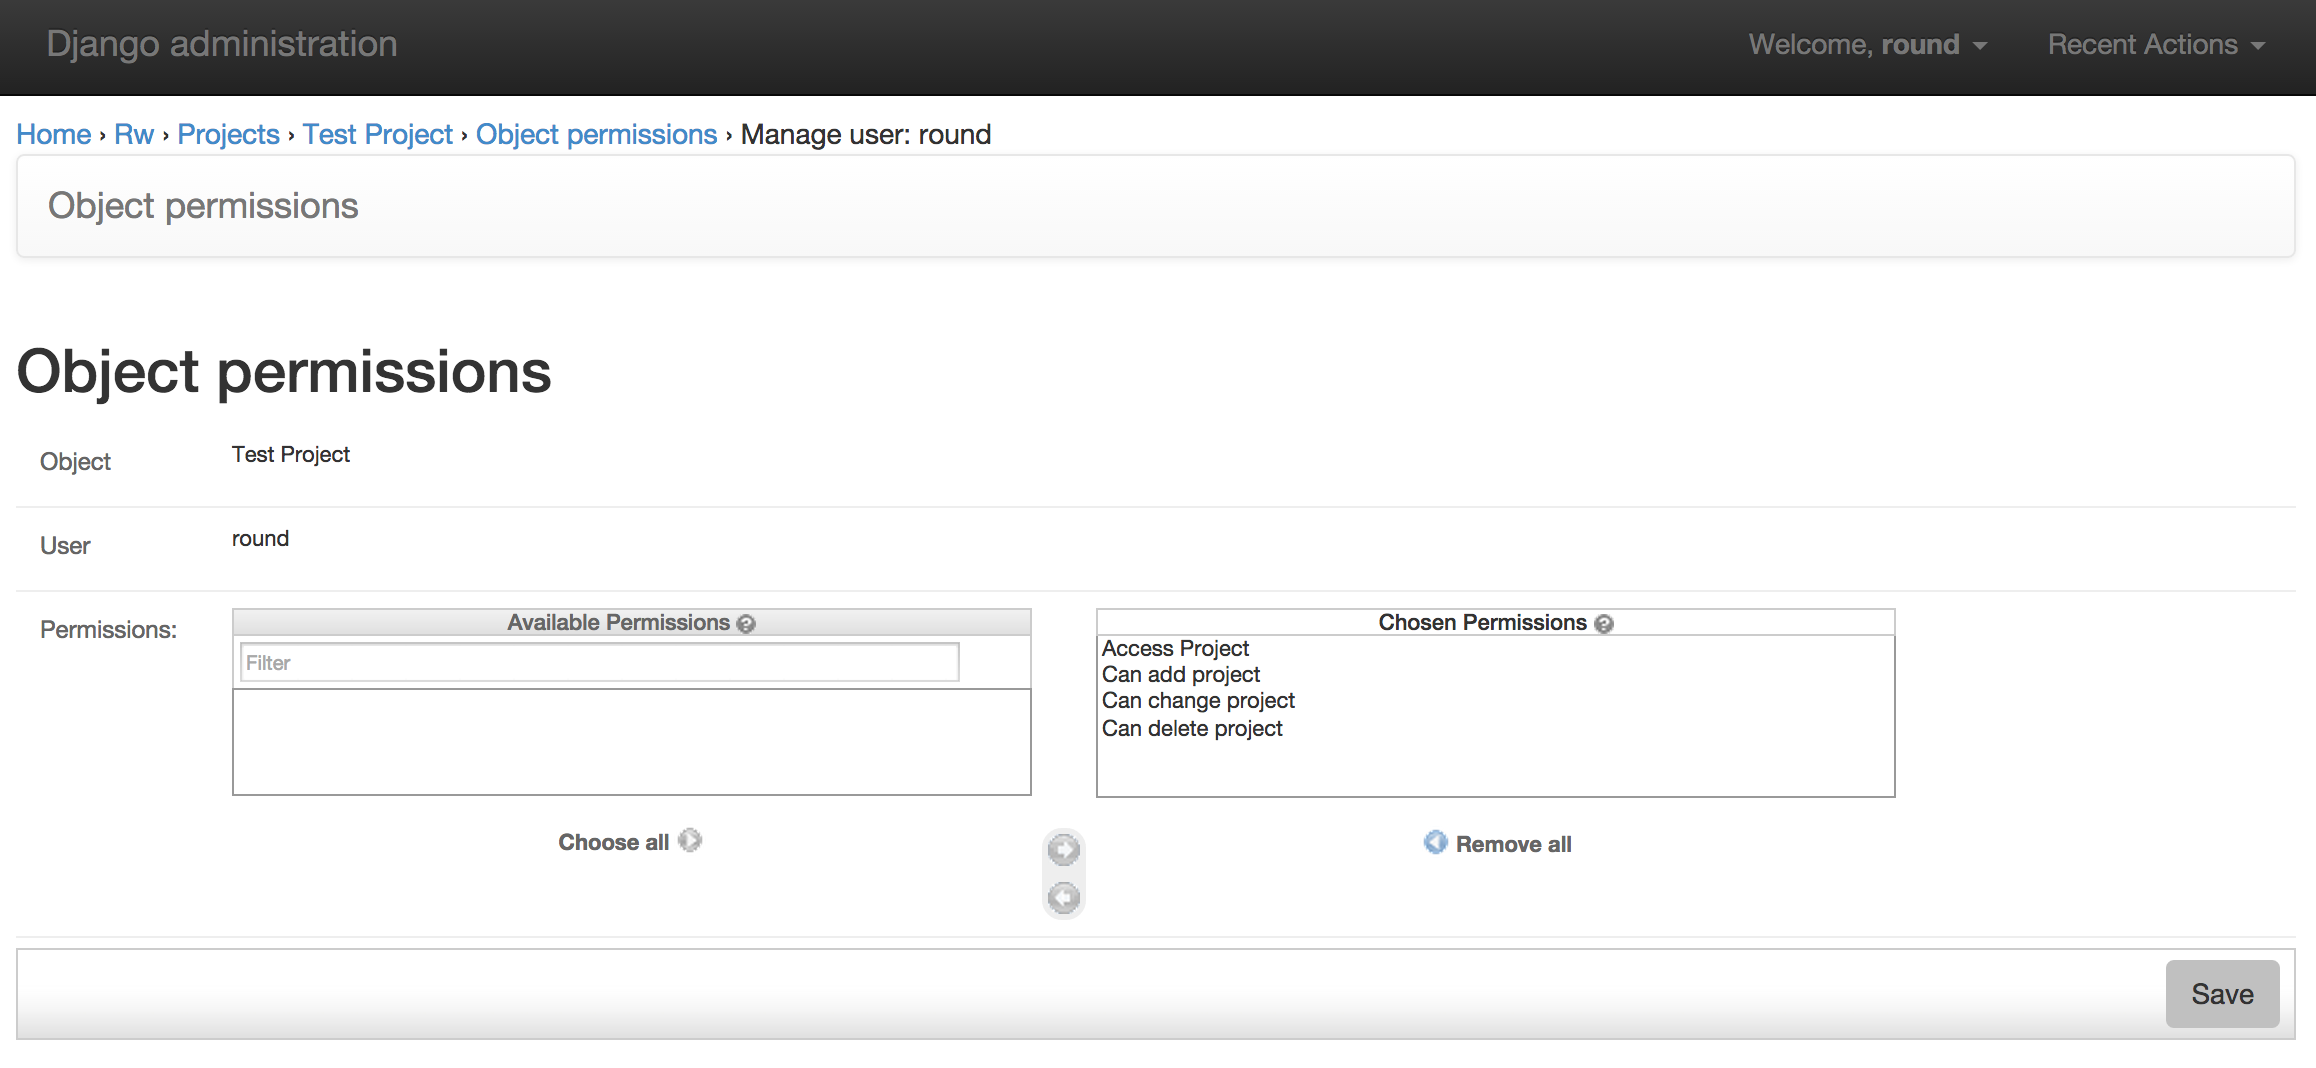 Django administration
Welcome, round
Recent Actions
Home › Rw › Projects › Test Project › Object permissions › Manage user: round
Object permissions
Object permissions
Object
Test Project
User
round
Permissions:
Available Permissions ?
Filter
Chosen Permissions ?
Access Project
Can add project
Can change project
Can delete project
Choose all
Remove all
Save